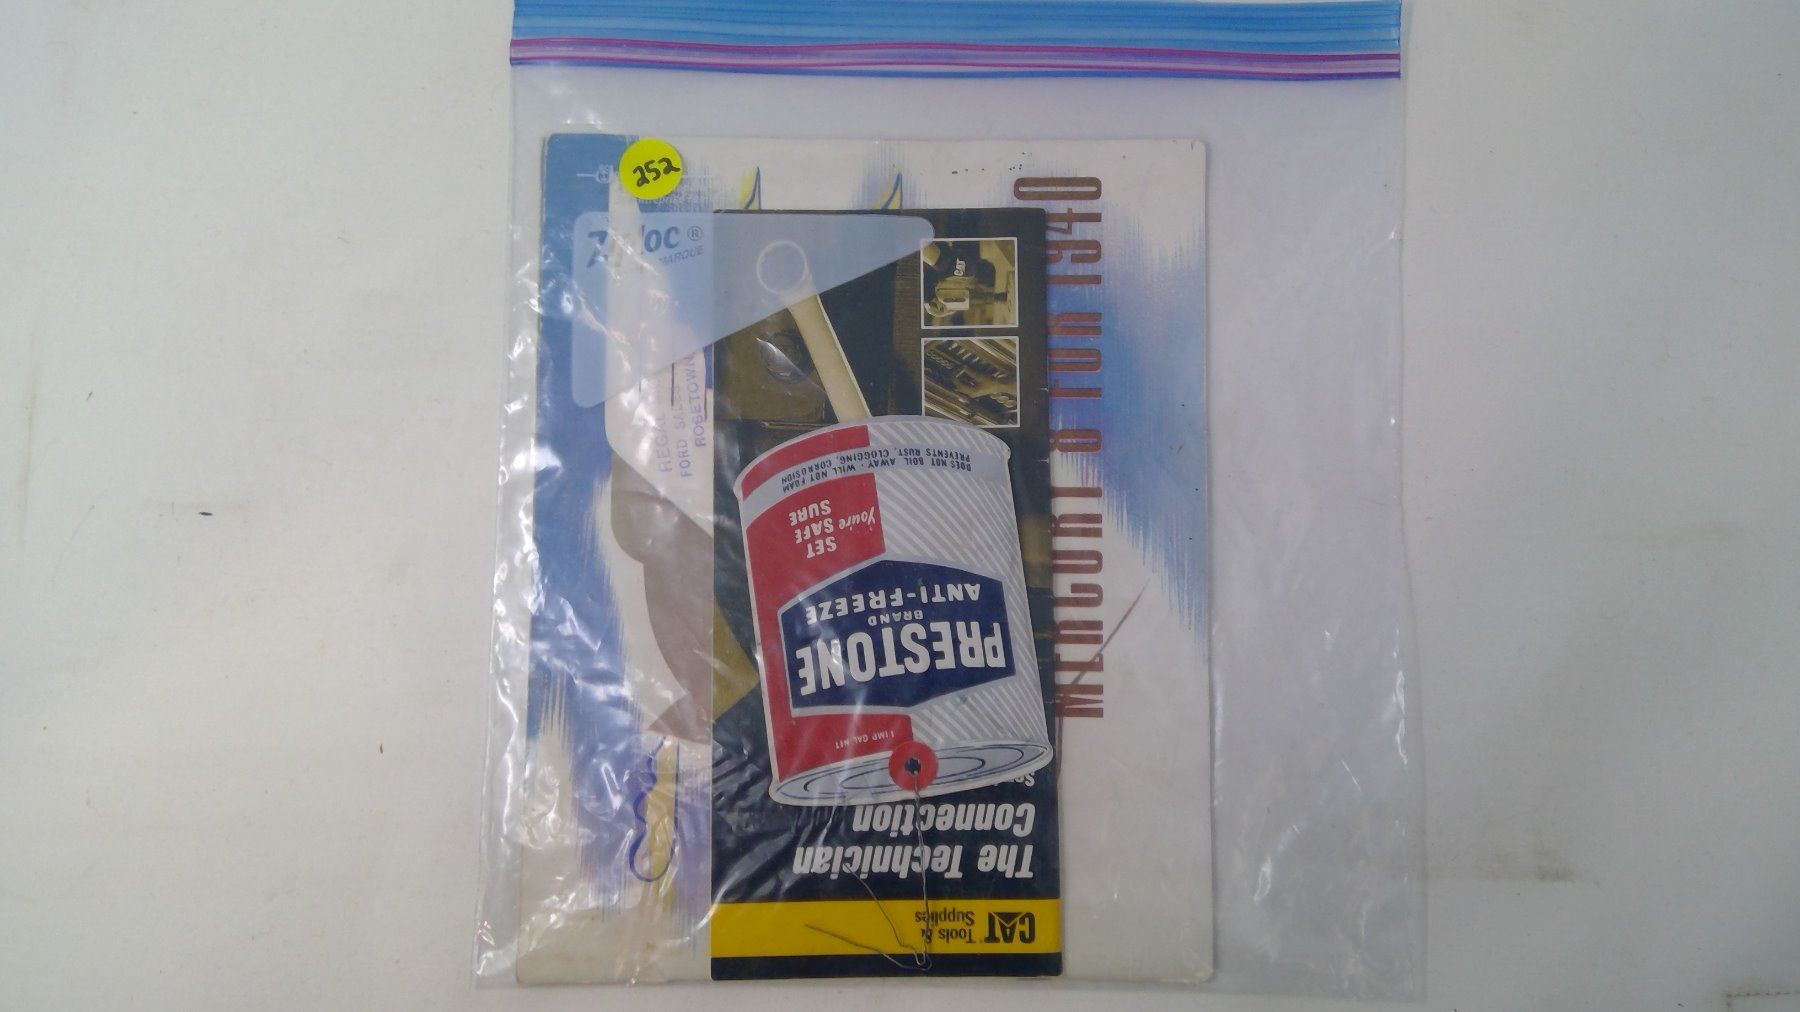 252
Ziploc®
MARQUE
MERCURY 8 FOR 1940
REGAL
FORD SALES
ROSETOWN
CAT
DOES NOT BOIL AWAY · WILL NOT FOAM
PREVENTS RUST, CLOGGING, CORROSION
SET
You're SAFE
SURE
PRESTONE
BRAND
ANTI-FREEZE
1 IMP GAL NET
CAT Tools &
Supplies
The Technician
Connection